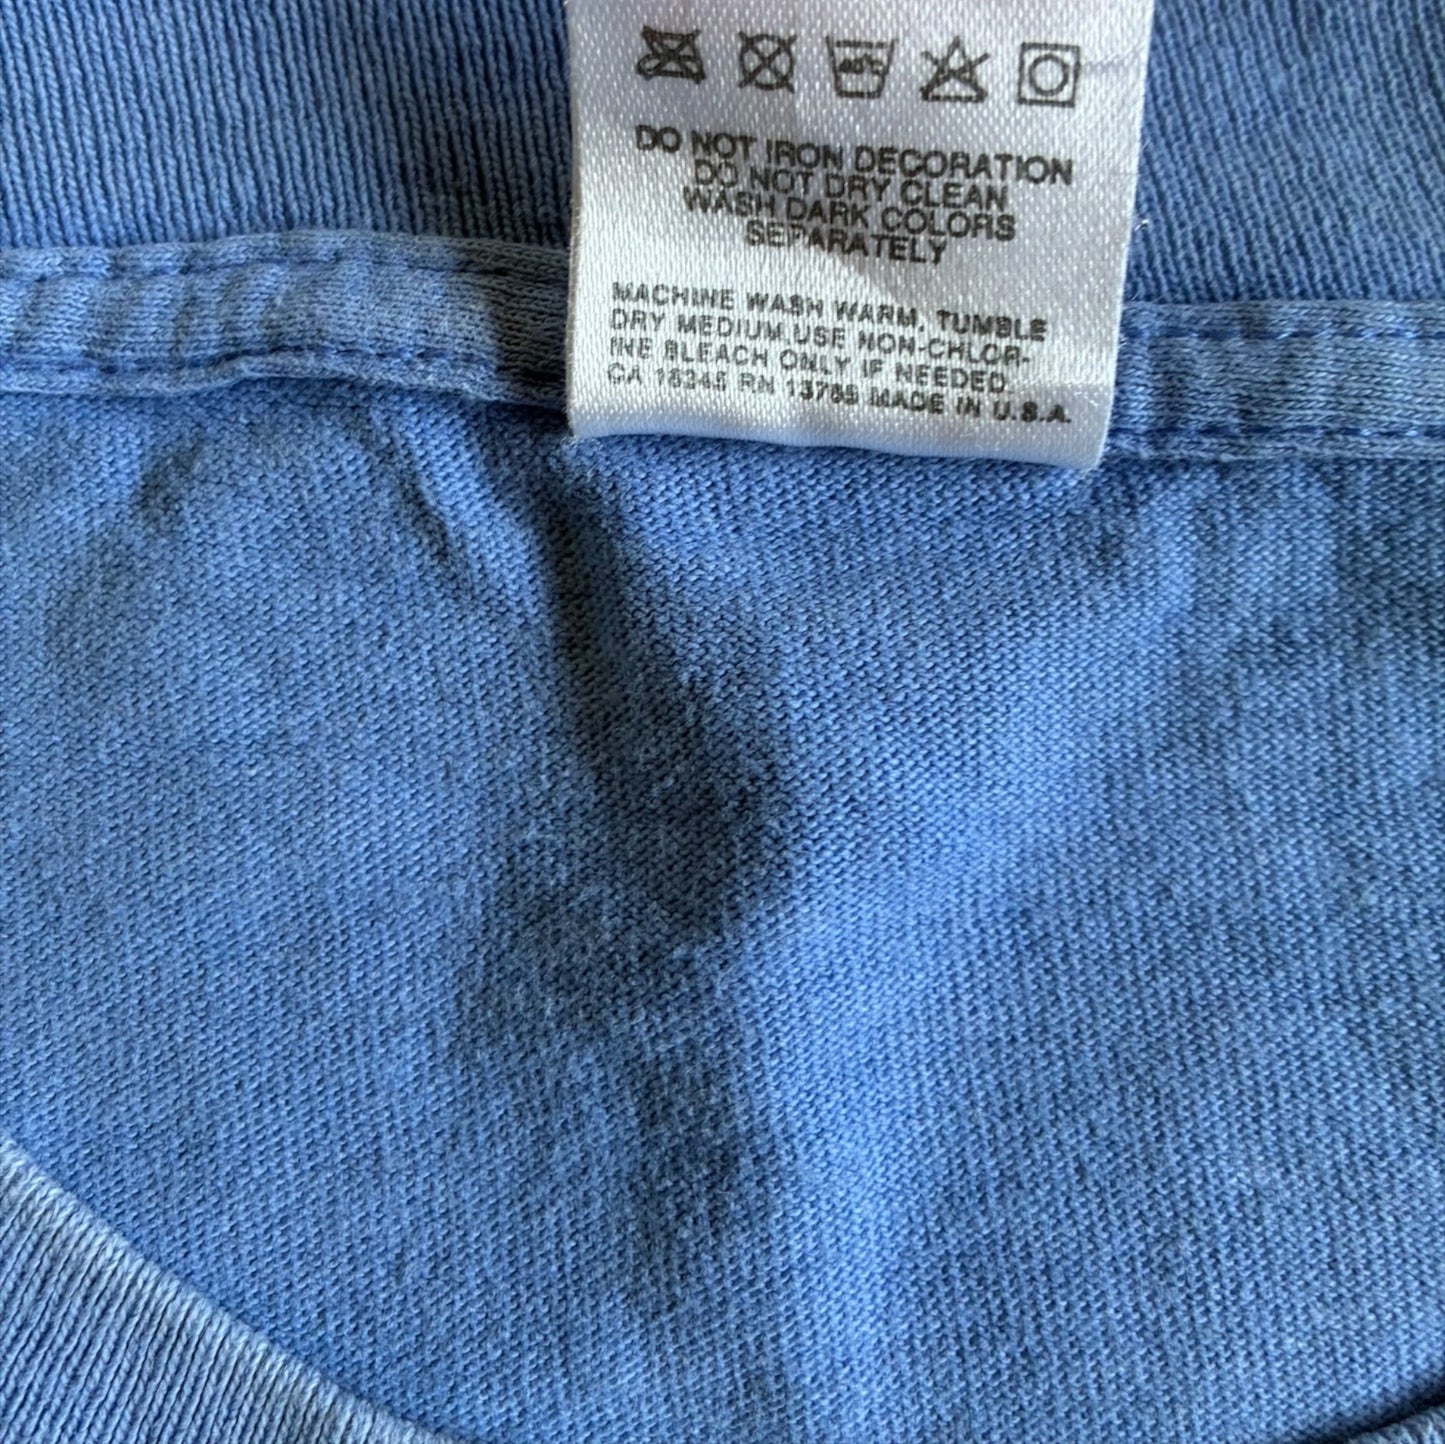 DO NOT IRON DECORATION
DO NOT DRY CLEAN
WASH DARK COLORS
SEPARATELY
MACHINE WASH WARM, TUMBLE
DRY MEDIUM.USE NON-CHLOR-
INE BLEACH ONLY IF NEEDED.
CA 16245 RN 13765 MADE IN U.S.A.